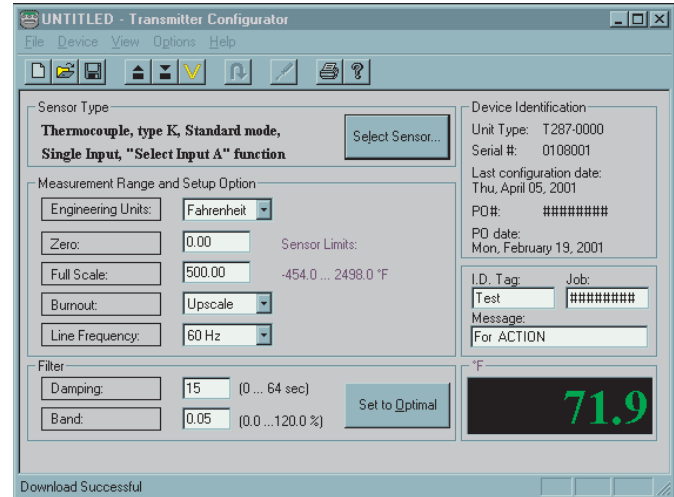 UNTITLED - Transmitter Configurator
File Device View Options Help
Sensor Type
Thermocouple, type K, Standard mode,
Single Input, "Select Input A" function
Select Sensor...
Measurement Range and Setup Option
Engineering Units: Fahrenheit
Zero: 0.00 Sensor Limits:
Full Scale: 500.00 -454.0 ... 2498.0 °F
Burnout: Upscale
Line Frequency: 60 Hz
Filter
Damping: 15 (0 ... 64 sec)
Band: 0.05 (0.0 ...120.0 %)
Set to Optimal
Device Identification
Unit Type: T287-0000
Serial #: 0108001
Last configuration date:
Thu, April 05, 2001
PO#: ########
PO date:
Mon, February 19, 2001
I.D. Tag: Job:
Test ########
Message:
For ACTION
°F
71.9
Download Successful